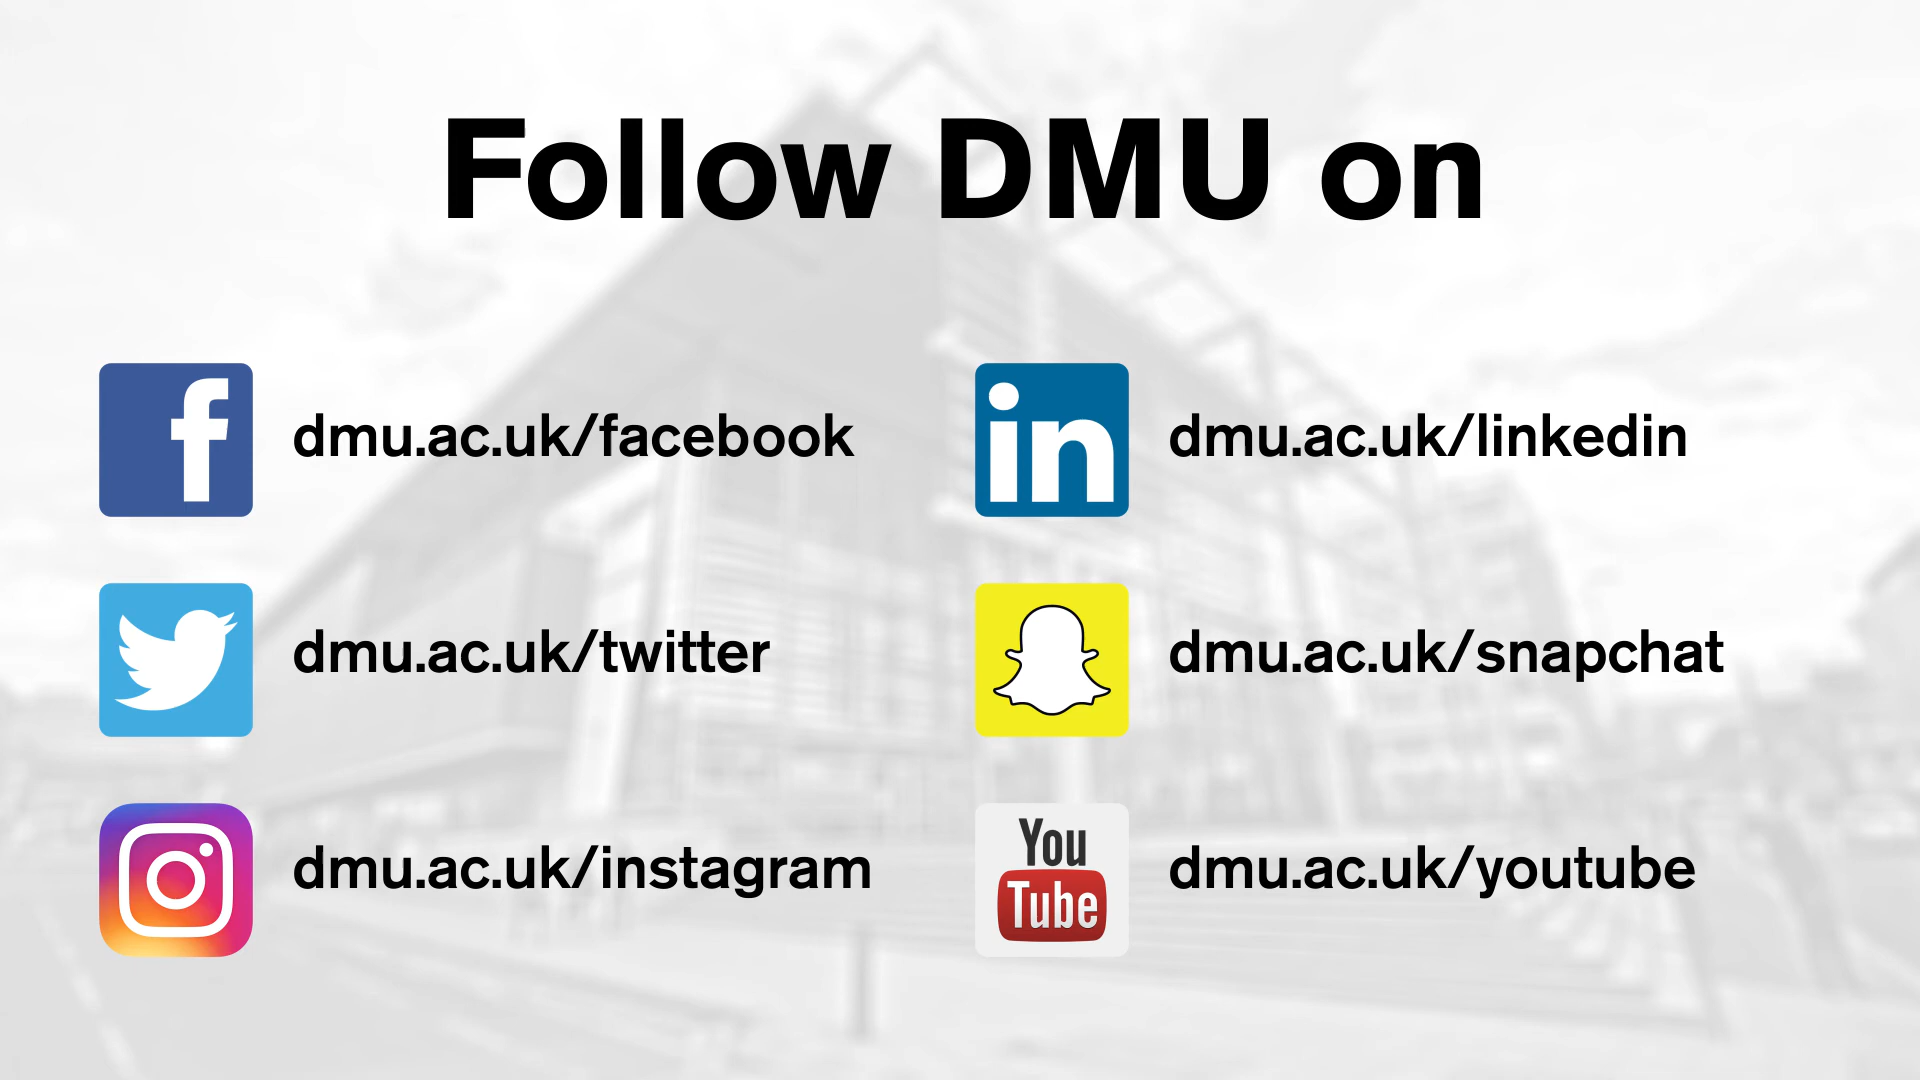 Follow DMU on
dmu.ac.uk/facebook
dmu.ac.uk/twitter
dmu.ac.uk/instagram
in
dmu.ac.uk/linkedin
dmu.ac.uk/snapchat
You
Tube
dmu.ac.uk/youtube